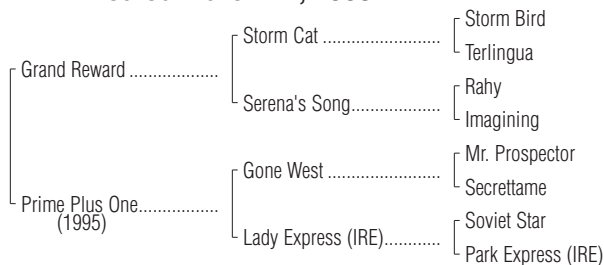 Storm Bird
Storm Cat ........................
Terlingua
Grand Reward ..................
Rahy
Serena's Song....................
Imagining
Mr. Prospector
Gone West ......................
Secrettame
Prime Plus One................
(1995)
Soviet Star
Lady Express (IRE)............
Park Express (IRE)